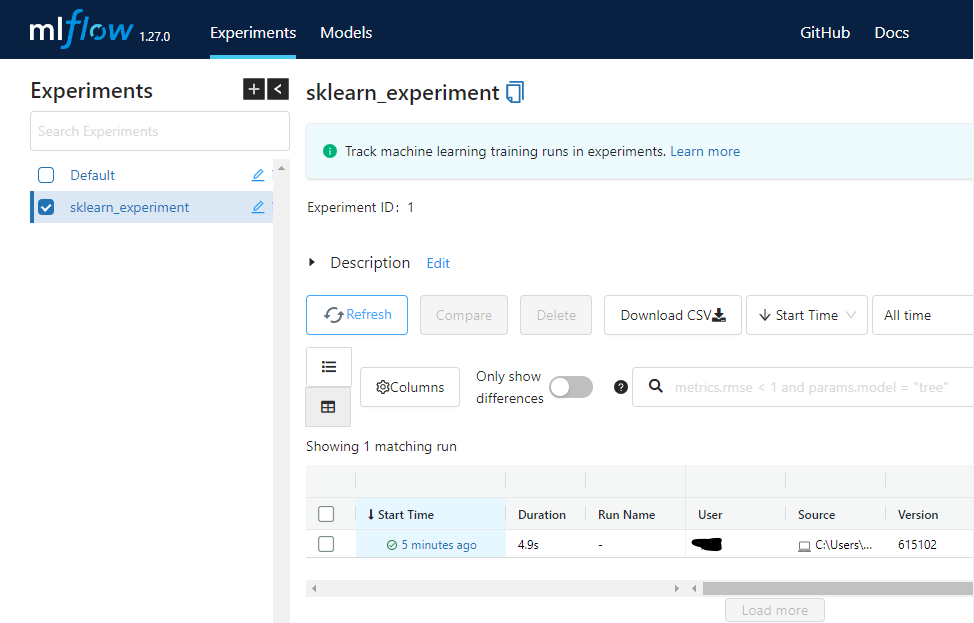 mlflow 1.27.0 Experiments Models GitHub Docs
Experiments
Search Experiments
Default
sklearn_experiment
sklearn_experiment
Track machine learning training runs in experiments. Learn more
Experiment ID: 1
Description Edit
Refresh Compare Delete Download CSV Start Time All time
Columns
Only show
differences
metrics.rmse < 1 and params.model = "tree"
Showing 1 matching run
Start Time Duration Run Name User Source Version
5 minutes ago 4.9s - C:\Users\... 615102
Load more